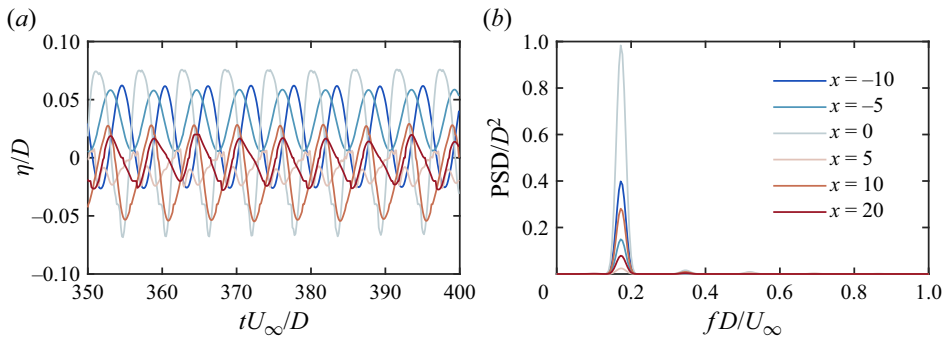 (a)
0.10
0.05
0
–0.05
–0.10
η/D
350
360
370
380
390
400
tU∞/D
(b)
1.0
0.8
0.6
0.4
0.2
PSD/D²
0
0.2
0.4
0.6
0.8
1.0
fD/U∞
x = –10
x = –5
x = 0
x = 5
x = 10
x = 20